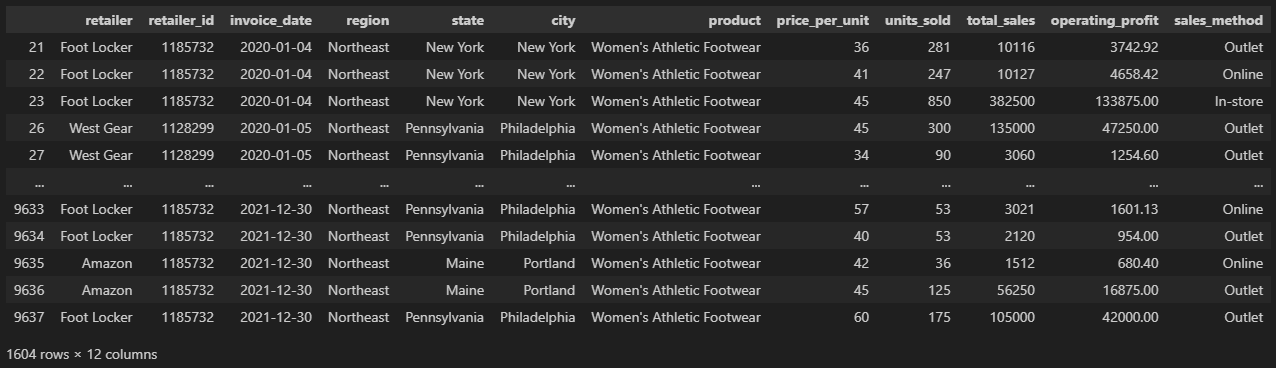 retailer retailer_id invoice_date region state city product price_per_unit units_sold total_sales operating_profit sales_method
21 Foot Locker 1185732 2020-01-04 Northeast New York New York Women's Athletic Footwear 36 281 10116 3742.92 Outlet
22 Foot Locker 1185732 2020-01-04 Northeast New York New York Women's Athletic Footwear 41 247 10127 4658.42 Online
23 Foot Locker 1185732 2020-01-04 Northeast New York New York Women's Athletic Footwear 45 850 382500 133875.00 In-store
26 West Gear 1128299 2020-01-05 Northeast Pennsylvania Philadelphia Women's Athletic Footwear 45 300 135000 47250.00 Outlet
27 West Gear 1128299 2020-01-05 Northeast Pennsylvania Philadelphia Women's Athletic Footwear 34 90 3060 1254.60 Outlet
... ... ... ... ... ... ... ... ... ... ... ... ...
9633 Foot Locker 1185732 2021-12-30 Northeast Pennsylvania Philadelphia Women's Athletic Footwear 57 53 3021 1601.13 Online
9634 Foot Locker 1185732 2021-12-30 Northeast Pennsylvania Philadelphia Women's Athletic Footwear 40 53 2120 954.00 Outlet
9635 Amazon 1185732 2021-12-30 Northeast Maine Portland Women's Athletic Footwear 42 36 1512 680.40 Online
9636 Amazon 1185732 2021-12-30 Northeast Maine Portland Women's Athletic Footwear 45 125 56250 16875.00 Outlet
9637 Foot Locker 1185732 2021-12-30 Northeast Pennsylvania Philadelphia Women's Athletic Footwear 60 175 105000 42000.00 Outlet
1604 rows × 12 columns